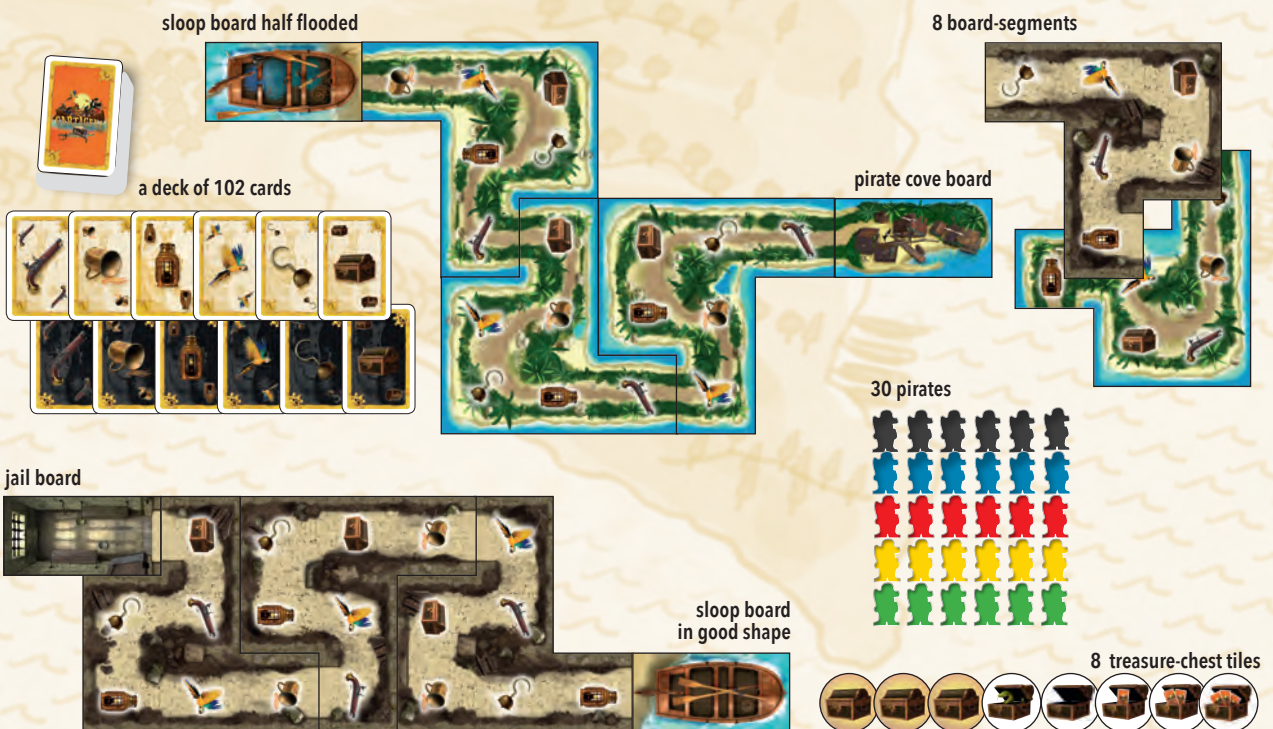 sloop board half flooded
8 board-segments
a deck of 102 cards
pirate cove board
30 pirates
jail board
sloop board
in good shape
8 treasure-chest tiles